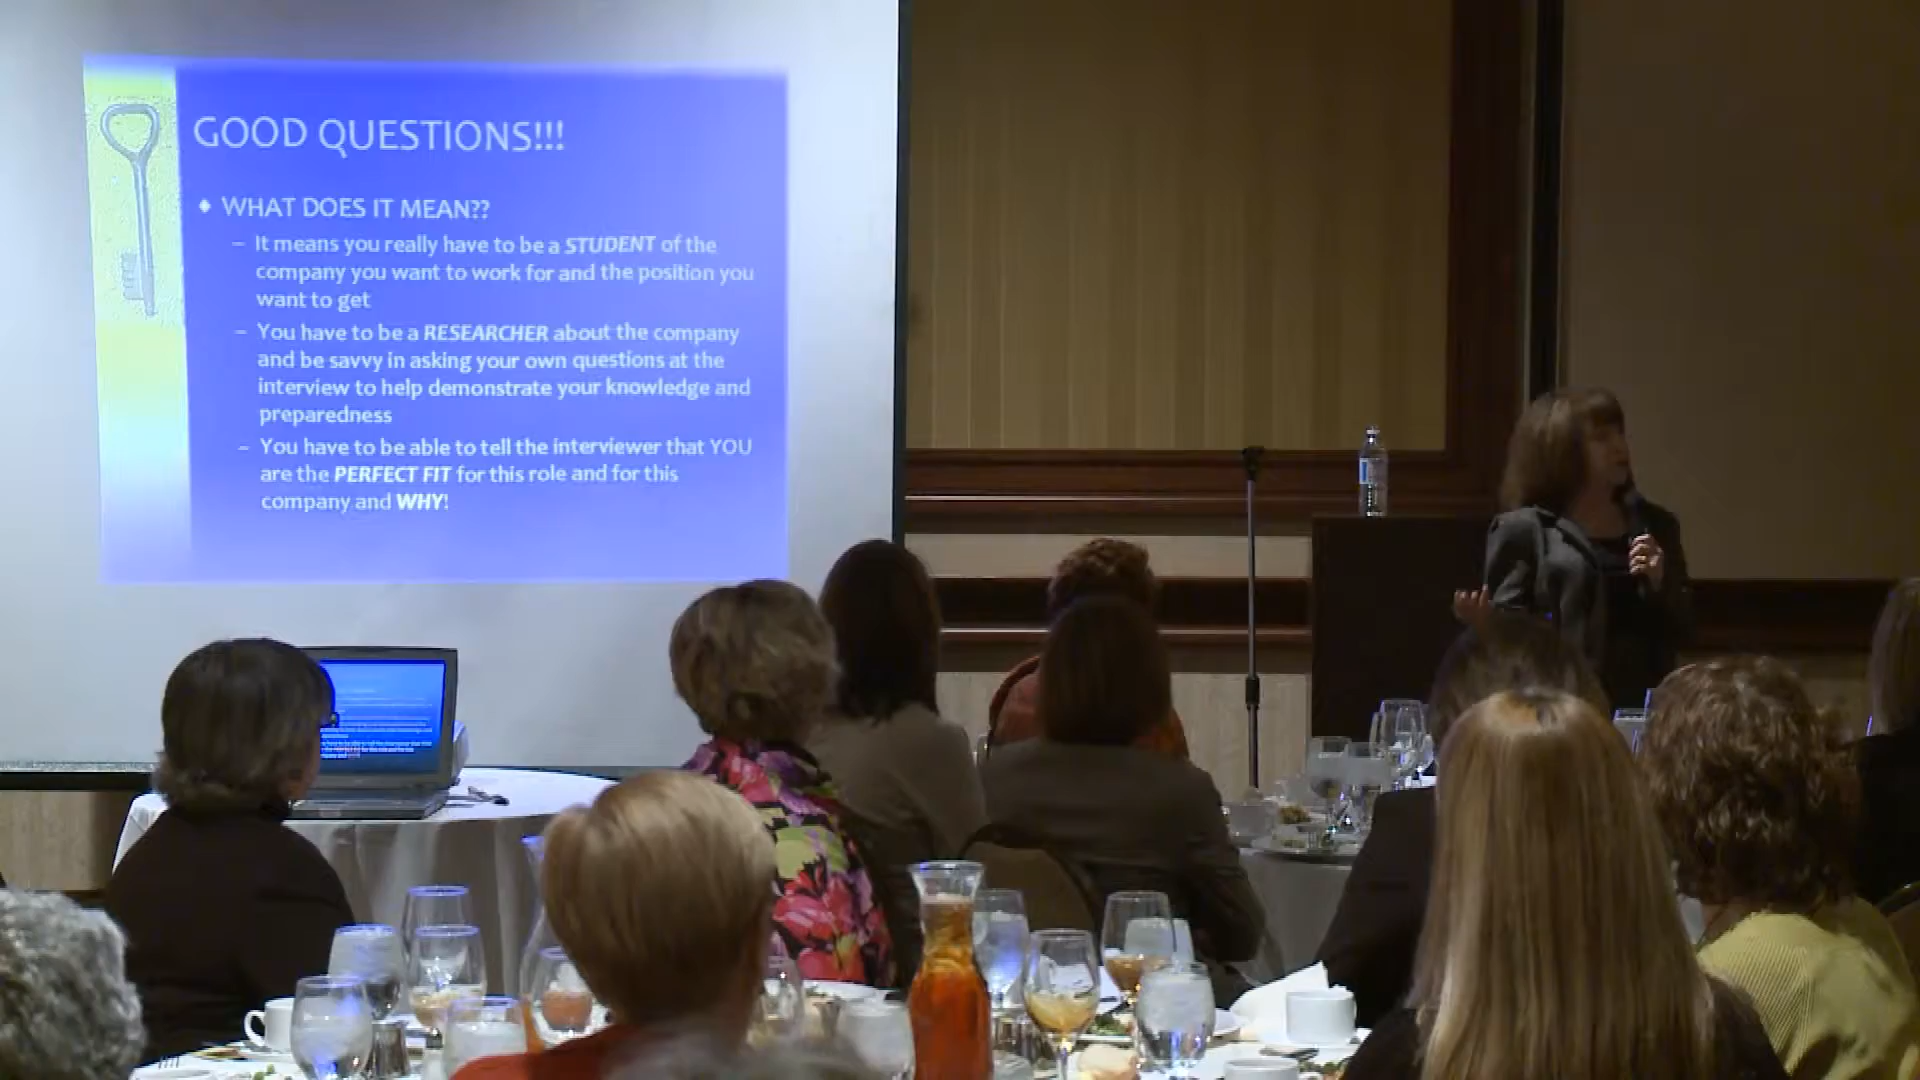 GOOD QUESTIONS!!!
♦ WHAT DOES IT MEAN??
– It means you really have to be a STUDENT of the
company you want to work for and the position you
want to get
– You have to be a RESEARCHER about the company
and be savvy in asking your own questions at the
interview to help demonstrate your knowledge and
preparedness
– You have to be able to tell the interviewer that YOU
are the PERFECT FIT for this role and for this
company and WHY!